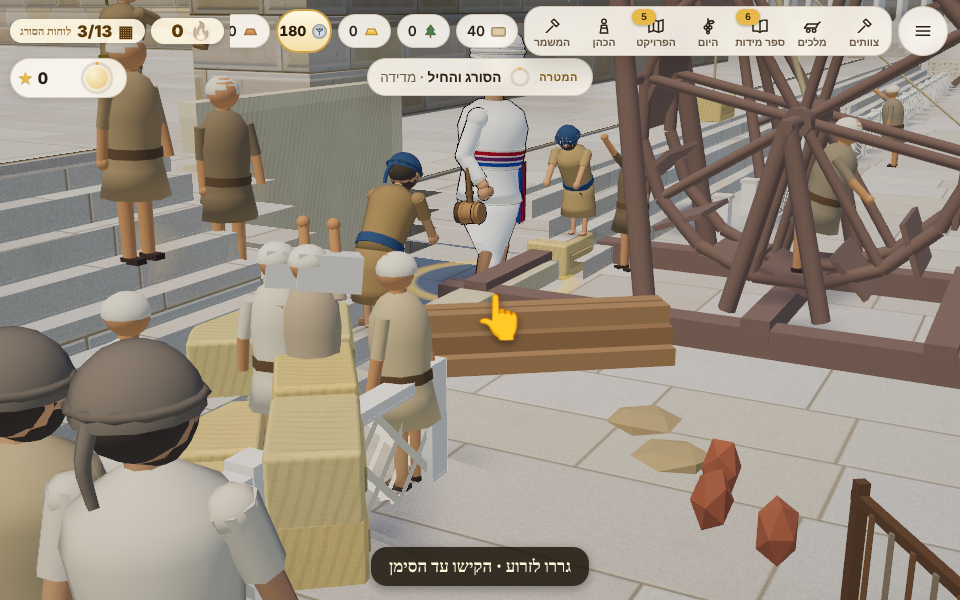 צוותים
מלכים
6
ספר מידות
היום
5
הפרויקט
הכהן
המשמר
40
0
0
180
0
0
3/13 לוחות הסורג
0
המטרה הסורג והחיל · מדידה
גררו לזרוע · הקישו עד הסימן